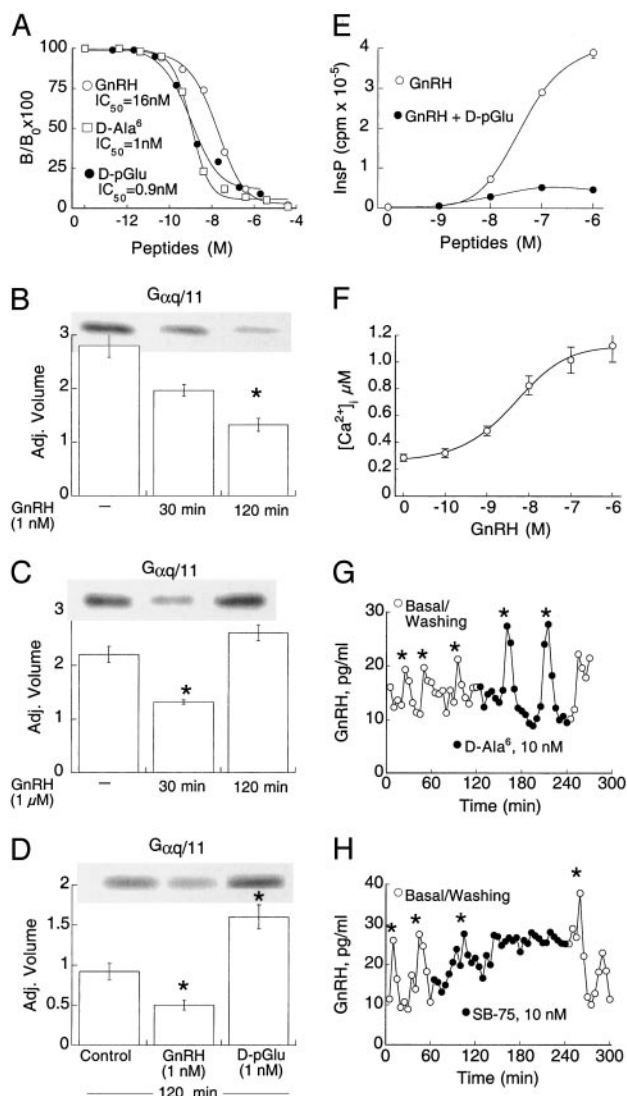 A
100
75
50
25
0
B/B₀x100
GnRH
IC₅₀=16nM
D-Ala⁶
IC₅₀=1nM
D-pGlu
IC₅₀=0.9nM
-10 -8 -6 -4
Peptides (M)
B
Gαq/11
3
2
1
0
Adj. Volume
GnRH
(1 nM)
—
30 min
120 min
*
C
Gαq/11
3
2
1
0
Adj. Volume
GnRH
(1 µM)
—
30 min
120 min
*
D
Gαq/11
2
1.5
1
0.5
0
Adj. Volume
*
*
Control
GnRH
(1 nM)
D-pGlu
(1 nM)
120 min
E
4
3
2
1
0
InsP (cpm x 10⁻⁵)
GnRH
GnRH + D-pGlu
0 -9 -8 -7 -6
Peptides (M)
F
1.2
1.0
0.8
0.6
0.4
0.2
[Ca²⁺]i µM
0 -10 -9 -8 -7 -6
GnRH (M)
G
30
20
10
0
GnRH, pg/ml
Basal/
Washing
* * * * *
D-Ala⁶, 10 nM
0 60 120 180 240 300
Time (min)
H
40
30
20
10
0
GnRH, pg/ml
Basal/Washing
* * * *
SB-75, 10 nM
0 60 120 180 240 300
Time (min)